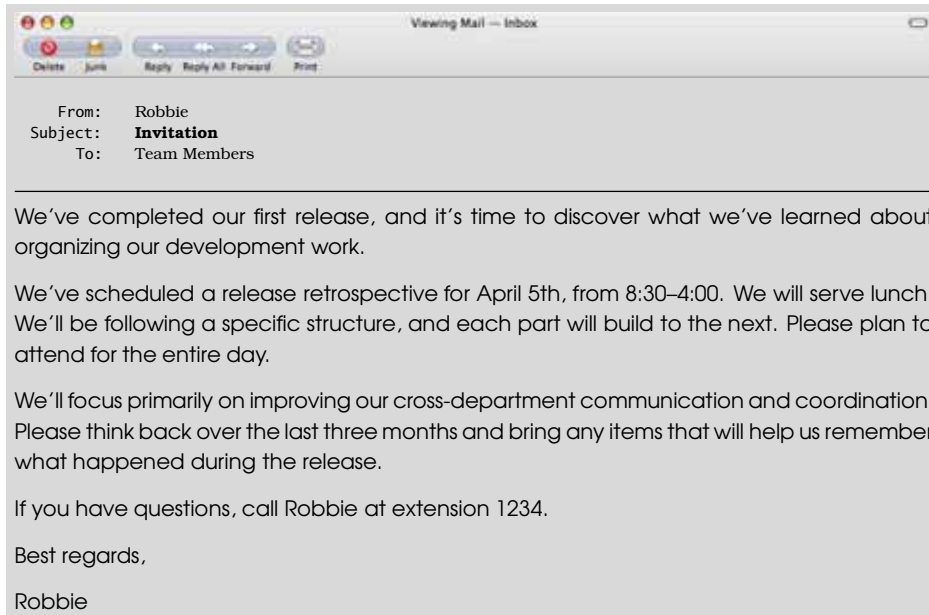 Viewing Mail — Inbox
Delete Junk Reply Reply All Forward Print
From: Robbie
Subject: Invitation
To: Team Members
We've completed our first release, and it's time to discover what we've learned about
organizing our development work.
We've scheduled a release retrospective for April 5th, from 8:30–4:00. We will serve lunch.
We'll be following a specific structure, and each part will build to the next. Please plan to
attend for the entire day.
We'll focus primarily on improving our cross-department communication and coordination.
Please think back over the last three months and bring any items that will help us remember
what happened during the release.
If you have questions, call Robbie at extension 1234.
Best regards,
Robbie